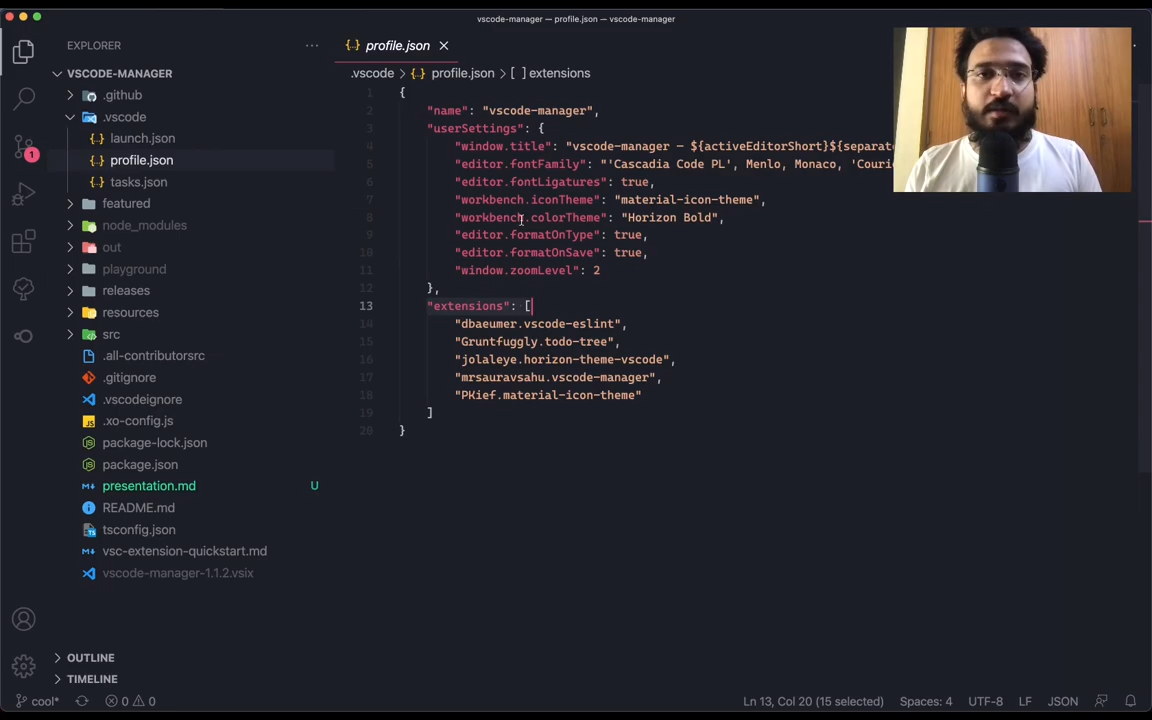 vscode-manager — profile.json — vscode-manager
EXPLORER
VSCODE-MANAGER
.github
.vscode
launch.json
profile.json
tasks.json
featured
node_modules
out
playground
releases
resources
src
.all-contributorsrc
.gitignore
.vscodeignore
.xo-config.js
package-lock.json
package.json
presentation.md U
README.md
tsconfig.json
vsc-extension-quickstart.md
vscode-manager-1.1.2.vsix
OUTLINE
TIMELINE
profile.json
.vscode > profile.json > [ ] extensions
1 {
2 "name": "vscode-manager",
3 "userSettings": {
4 "window.title": "vscode-manager — ${activeEditorShort}${separat
5 "editor.fontFamily": "'Cascadia Code PL', Menlo, Monaco, 'Couri
6 "editor.fontLigatures": true,
7 "workbench.iconTheme": "material-icon-theme",
8 "workbench.colorTheme": "Horizon Bold",
9 "editor.formatOnType": true,
10 "editor.formatOnSave": true,
11 "window.zoomLevel": 2
12 },
13 "extensions": [
14 "dbaeumer.vscode-eslint",
15 "Gruntfuggly.todo-tree",
16 "jolaleye.horizon-theme-vscode",
17 "mrsauravsahu.vscode-manager",
18 "PKief.material-icon-theme"
19 ]
20 }
1
cool* 0 0 Ln 13, Col 20 (15 selected) Spaces: 4 UTF-8 LF JSON